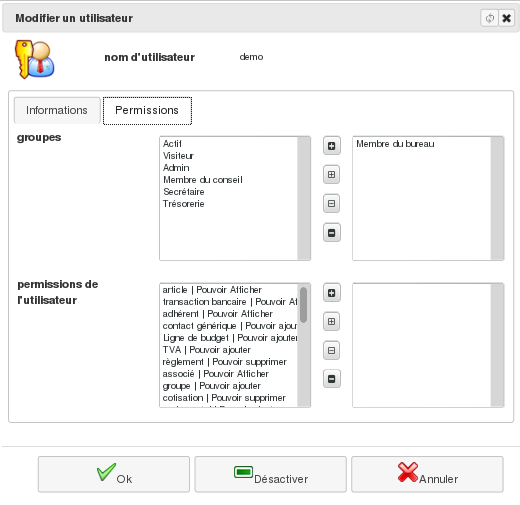 Modifier un utilisateur
nom d'utilisateur
demo
Informations
Permissions
groupes
Actif
Visiteur
Admin
Membre du conseil
Secrétaire
Trésorerie
Membre du bureau
permissions de
l'utilisateur
article | Pouvoir Afficher
transaction bancaire | Pouvoir Af
adhérent | Pouvoir Afficher
contact générique | Pouvoir ajour
Ligne de budget | Pouvoir ajouter
TVA | Pouvoir ajouter
règlement | Pouvoir supprimer
associé | Pouvoir Afficher
groupe | Pouvoir ajouter
cotisation | Pouvoir supprimer
Ok
Désactiver
Annuler